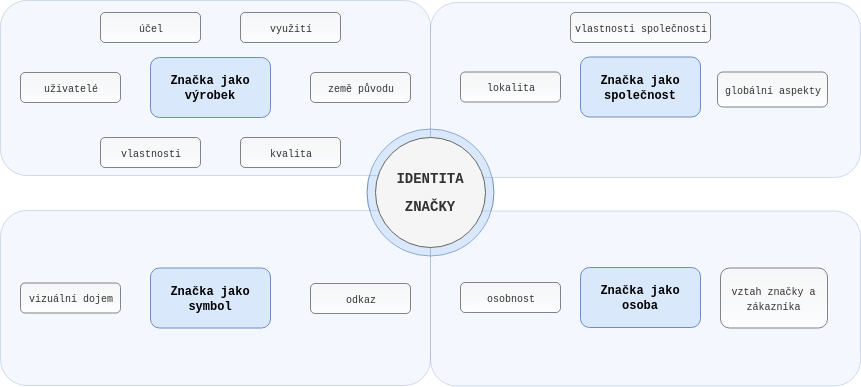 účel
využití
uživatelé
Značka jako
výrobek
země původu
vlastnosti
kvalita
vlastnosti společnosti
lokalita
Značka jako
společnost
globální aspekty
IDENTITA
ZNAČKY
vizuální dojem
Značka jako
symbol
odkaz
osobnost
Značka jako
osoba
vztah značky a
zákazníka